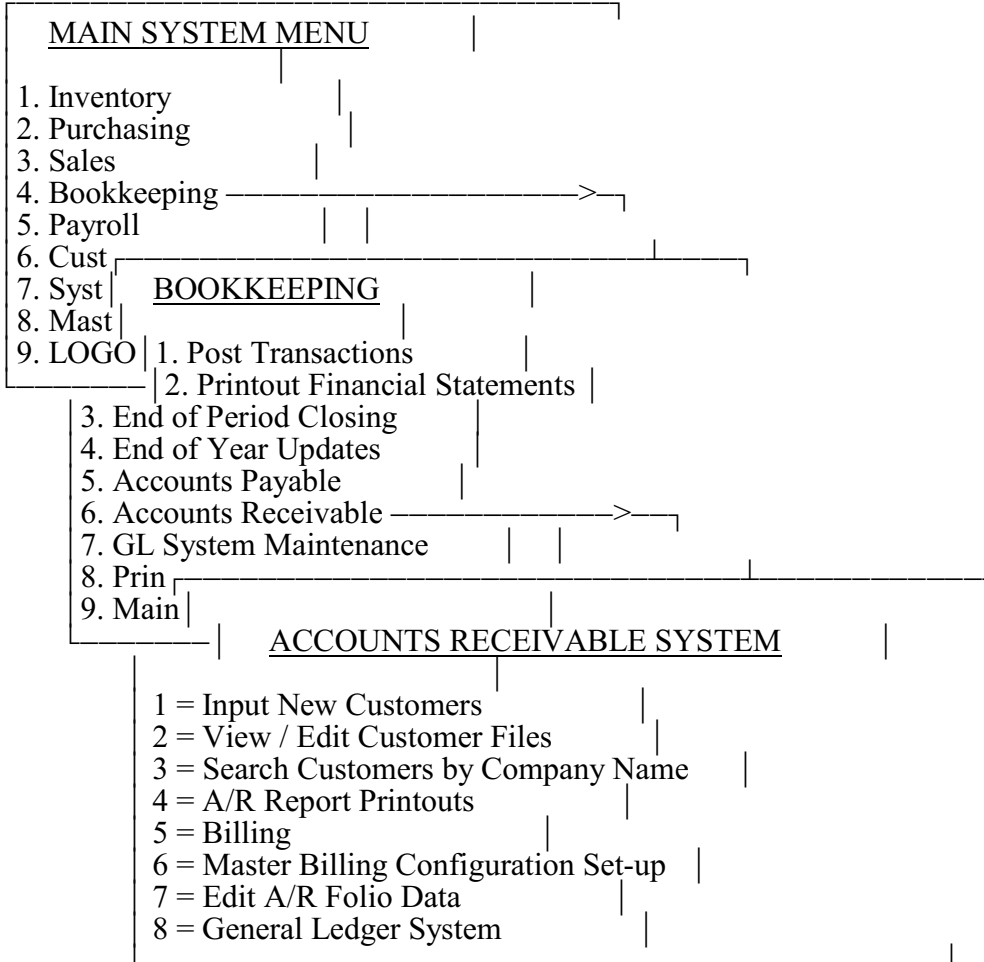 MAIN SYSTEM MENU
1. Inventory
2. Purchasing
3. Sales
4. Bookkeeping ———————————————————>—┐
5. Payroll
6. Cust
7. Syst BOOKKEEPING
8. Mast
9. LOGO 1. Post Transactions
2. Printout Financial Statements
3. End of Period Closing
4. End of Year Updates
5. Accounts Payable
6. Accounts Receivable ————————————>——┐
7. GL System Maintenance
8. Prin
9. Main
ACCOUNTS RECEIVABLE SYSTEM
1 = Input New Customers
2 = View / Edit Customer Files
3 = Search Customers by Company Name
4 = A/R Report Printouts
5 = Billing
6 = Master Billing Configuration Set-up
7 = Edit A/R Folio Data
8 = General Ledger System